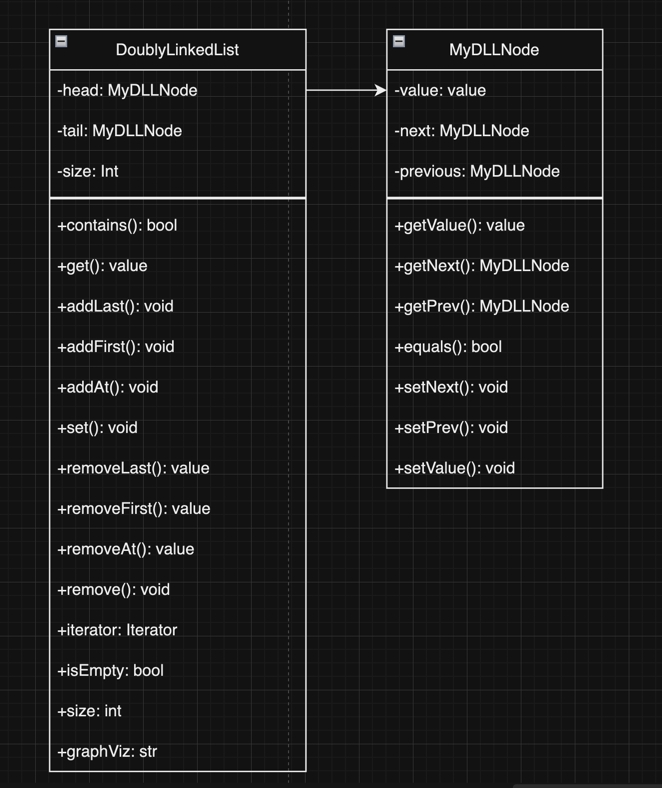 DoublyLinkedList
-head: MyDLLNode
-tail: MyDLLNode
-size: Int
+contains(): bool
+get(): value
+addLast(): void
+addFirst(): void
+addAt(): void
+set(): void
+removeLast(): value
+removeFirst(): value
+removeAt(): value
+remove(): void
+iterator: Iterator
+isEmpty: bool
+size: int
+graphViz: str
MyDLLNode
-value: value
-next: MyDLLNode
-previous: MyDLLNode
+getValue(): value
+getNext(): MyDLLNode
+getPrev(): MyDLLNode
+equals(): bool
+setNext(): void
+setPrev(): void
+setValue(): void